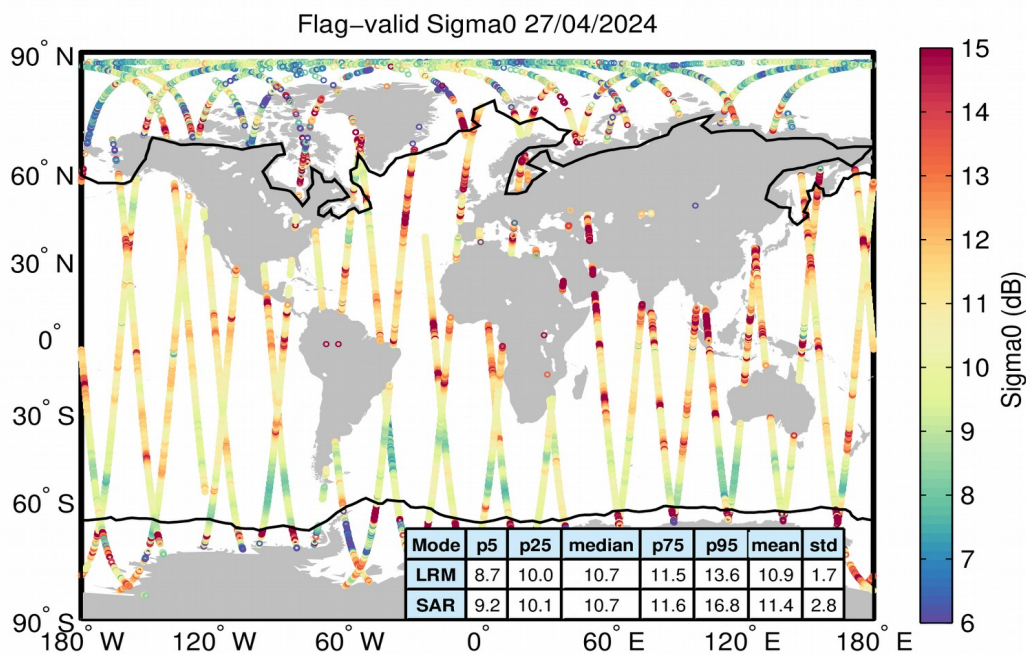 Flag-valid Sigma0 27/04/2024
90° N
60° N
30° N
0°
30° S
60° S
90° S
180° W
120° W
60° W
0°
60° E
120° E
180° E
Mode p5 p25 median p75 p95 mean std
LRM 8.7 10.0 10.7 11.5 13.6 10.9 1.7
SAR 9.2 10.1 10.7 11.6 16.8 11.4 2.8
15
14
13
12
11
10
9
8
7
6
Sigma0 (dB)